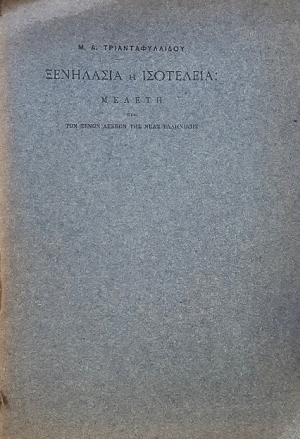 Μ. Α. ΤΡΙΑΝΤΑΦΥΛΛΙΔΟΥ
ΞΕΝΗΛΑΣΙΑ Η ΙΣΟΤΕΛΕΙΑ;
ΜΕΛΕΤΗ
ΠΕΡΙ
ΤΩΝ ΞΕΝΩΝ ΛΕΞΕΩΝ ΤΗΣ ΝΕΑΣ ΕΛΛΗΝΙΚΗΣ